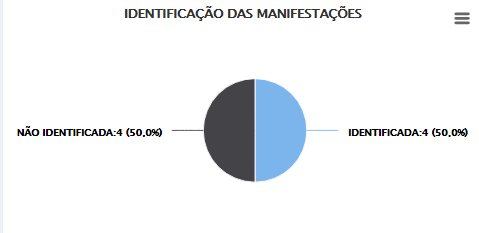 IDENTIFICAÇÃO DAS MANIFESTAÇÕES
NÃO IDENTIFICADA:4 (50,0%)
IDENTIFICADA:4 (50,0%)